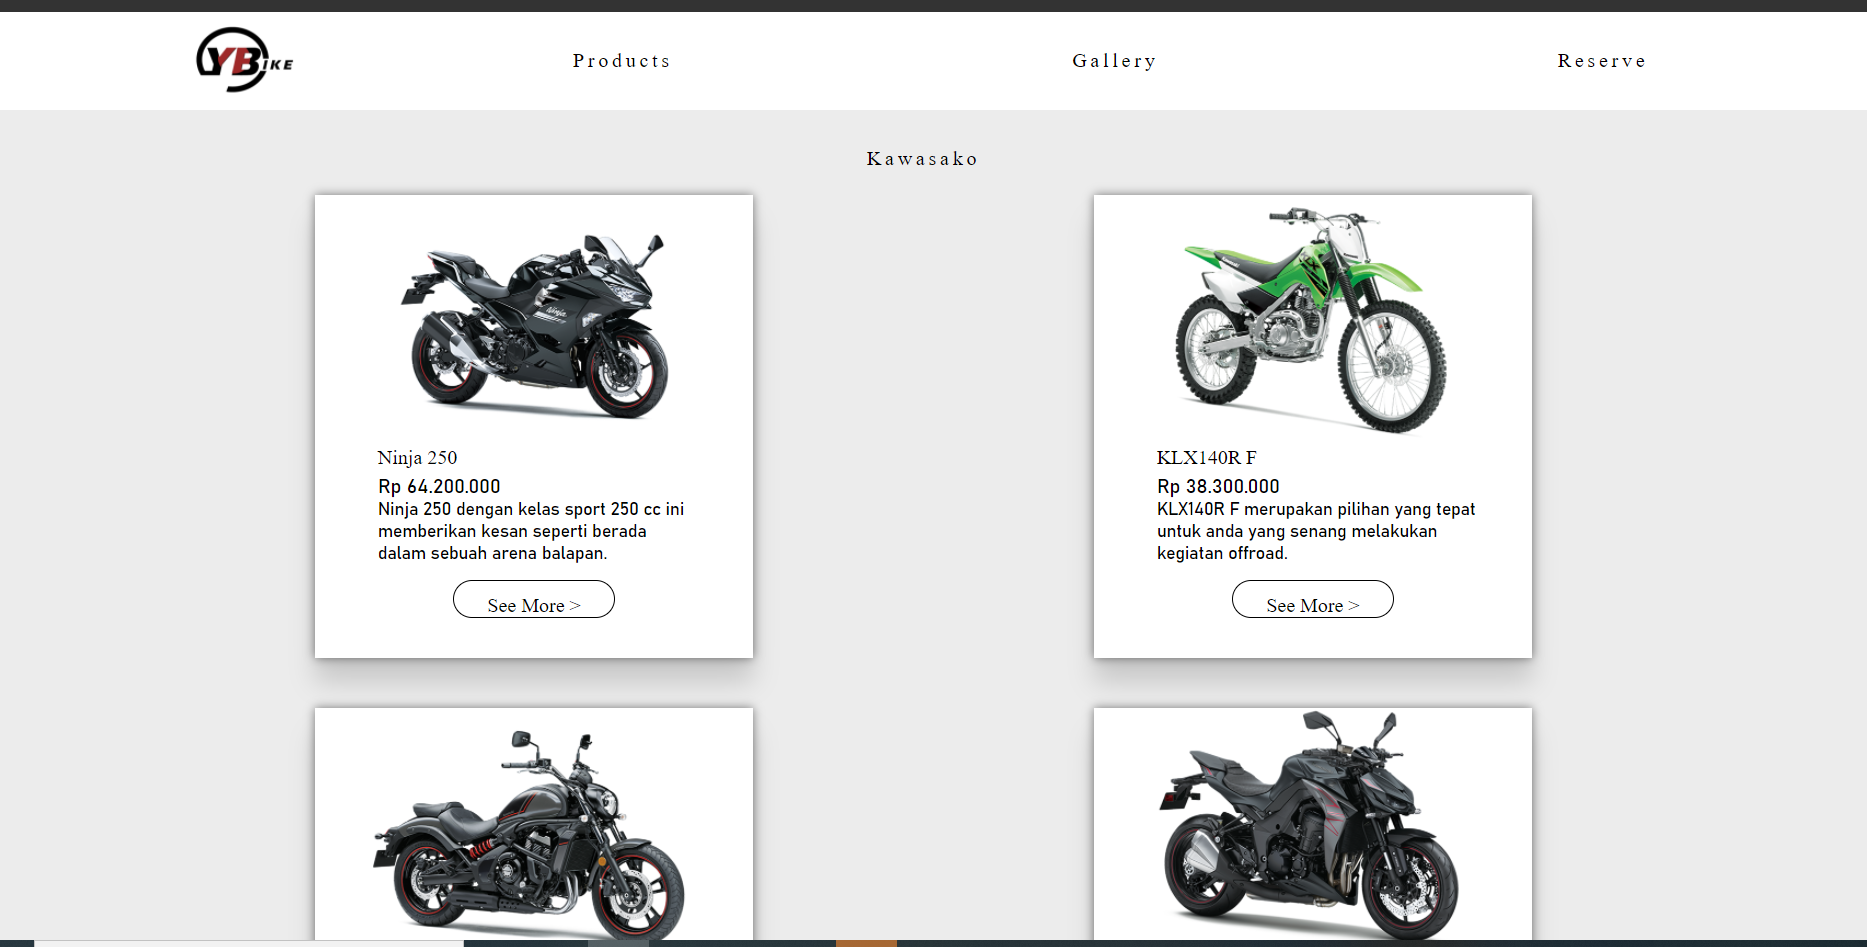 YBIKE
Products
Gallery
Reserve
Kawasako
Ninja
KLX
Ninja 250
Rp 64.200.000
Ninja 250 dengan kelas sport 250 cc ini
memberikan kesan seperti berada
dalam sebuah arena balapan.
See More >
KLX140R F
Rp 38.300.000
KLX140R F merupakan pilihan yang tepat
untuk anda yang senang melakukan
kegiatan offroad.
See More >